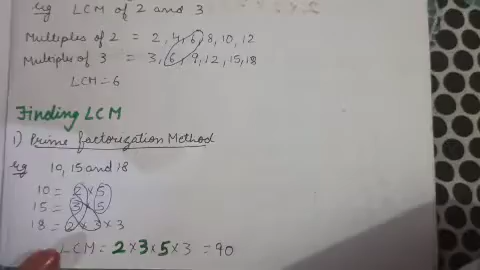 eg LCM of 2 and 3
Multiples of 2 = 2, 4, 6, 8, 10, 12
Multiples of 3 = 3, 6, 9, 12, 15, 18
LCM = 6
Finding LCM
1) Prime factorization Method
eg 10, 15 and 18
10 = 2 × 5
15 = 3 × 5
18 = 2 × 3 × 3
LCM = 2 × 3 × 5 × 3 = 90